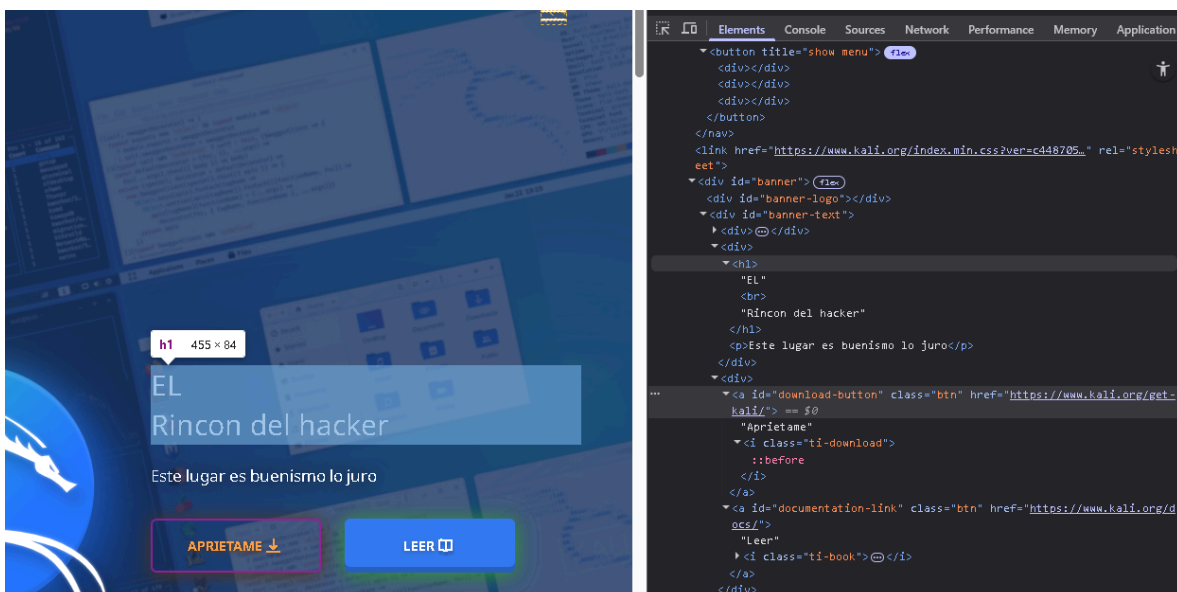 h1 455 × 84
EL
Rincon del hacker
Este lugar es buenismo lo juro
APRIETAME
LEER
Elements Console Sources Network Performance Memory Application
<button title="show menu"> flex
<div></div>
<div></div>
<div></div>
</button>
</nav>
<link href="https://www.kali.org/index.min.css?ver=c448705…" rel="stylesh
eet">
<div id="banner"> flex
<div id="banner-logo"></div>
<div id="banner-text">
<div>…</div>
<div>
<h1>
"EL"
<br>
"Rincon del hacker"
</h1>
<p>Este lugar es buenismo lo juro</p>
</div>
<div>
<a id="download-button" class="btn" href="https://www.kali.org/get-
kali/"> == $0
"Aprietame"
<i class="ti-download">
::before
</i>
</a>
<a id="documentation-link" class="btn" href="https://www.kali.org/d
ocs/">
"Leer"
<i class="ti-book">…</i>
</a>
</div>